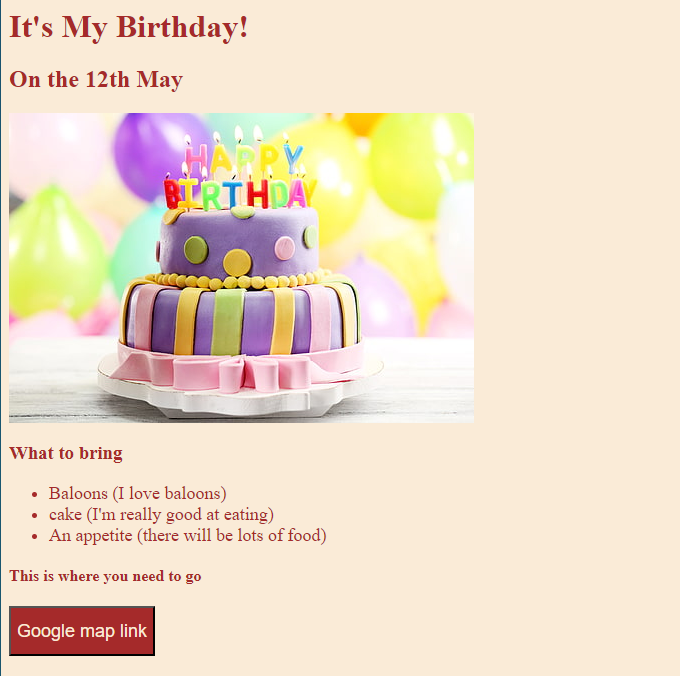 It's My Birthday!
On the 12th May
HAPPY
BIRTHDAY
What to bring
Baloons (I love baloons)
cake (I'm really good at eating)
An appetite (there will be lots of food)
This is where you need to go
Google map link